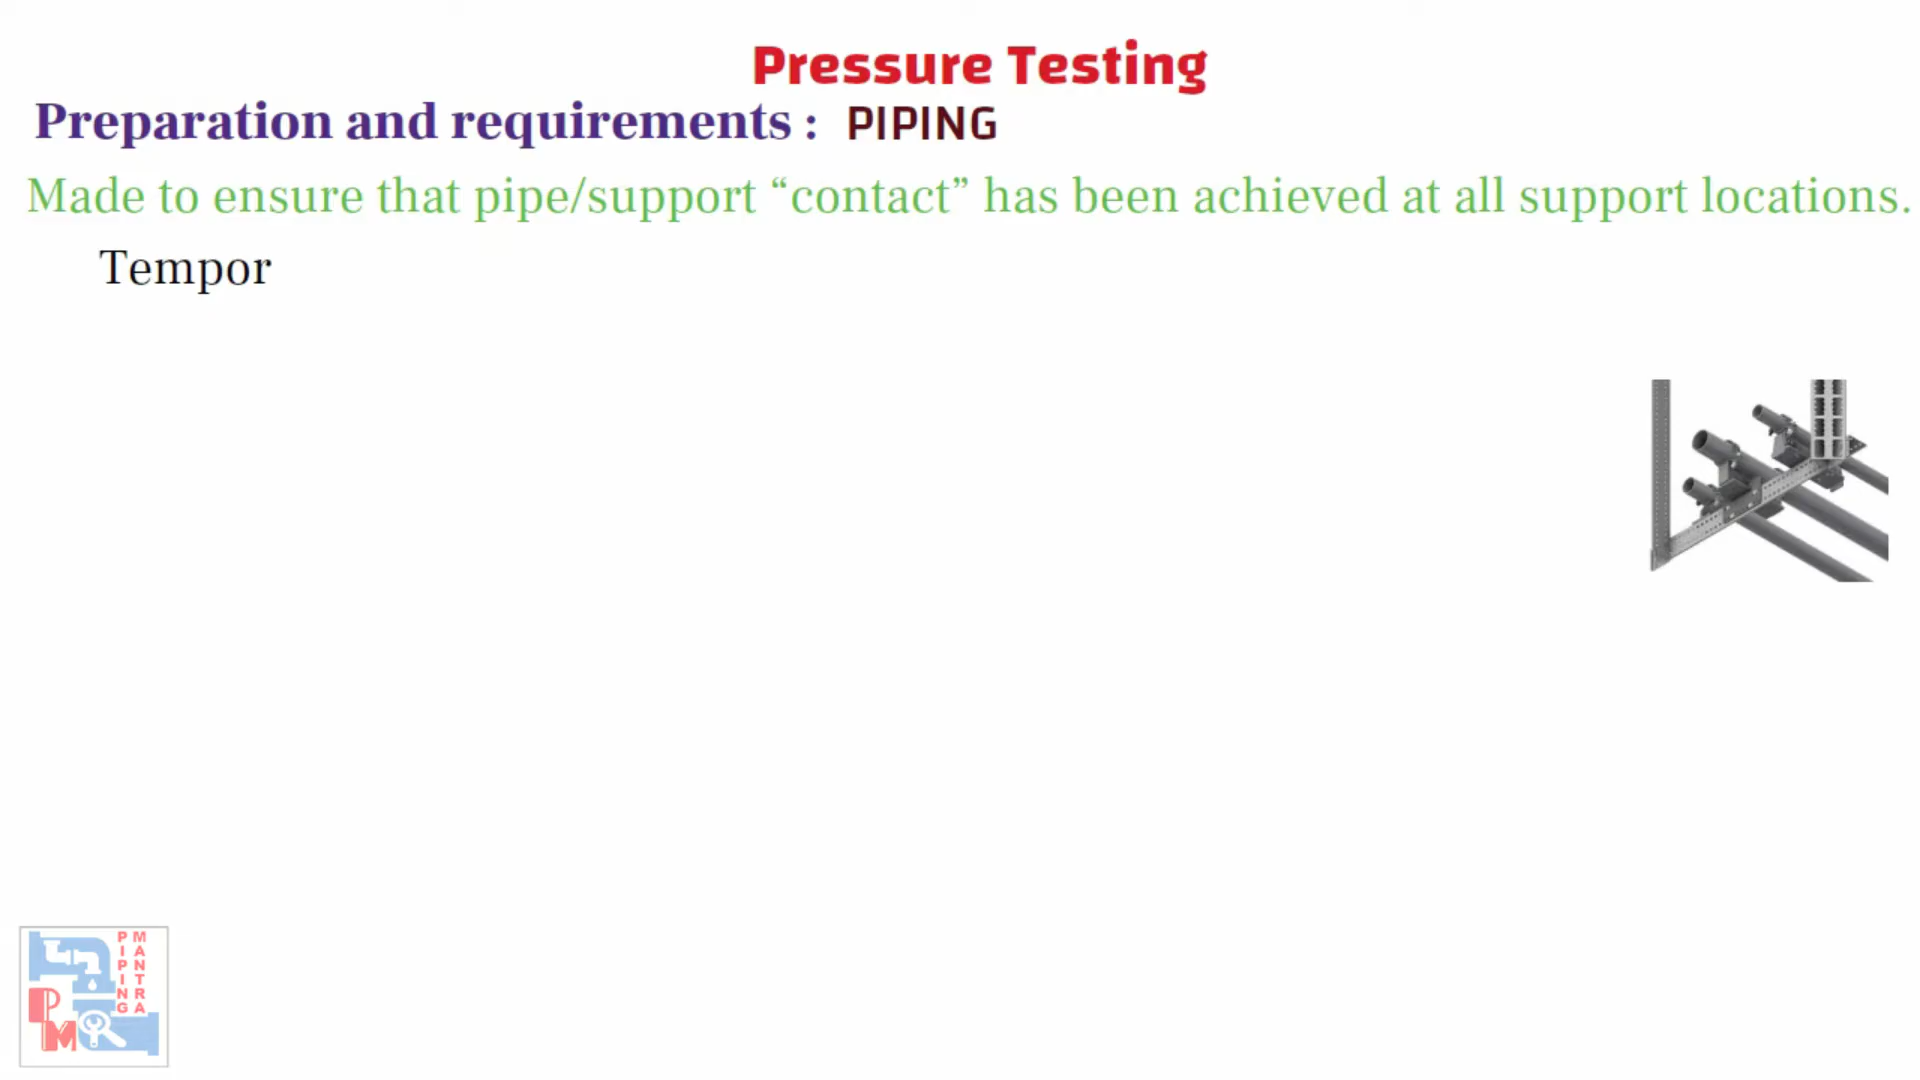 Pressure Testing
Preparation and requirements : PIPING
Made to ensure that pipe/support “contact” has been achieved at all support locations.
Tempor
PIPING
MANTRA
PM